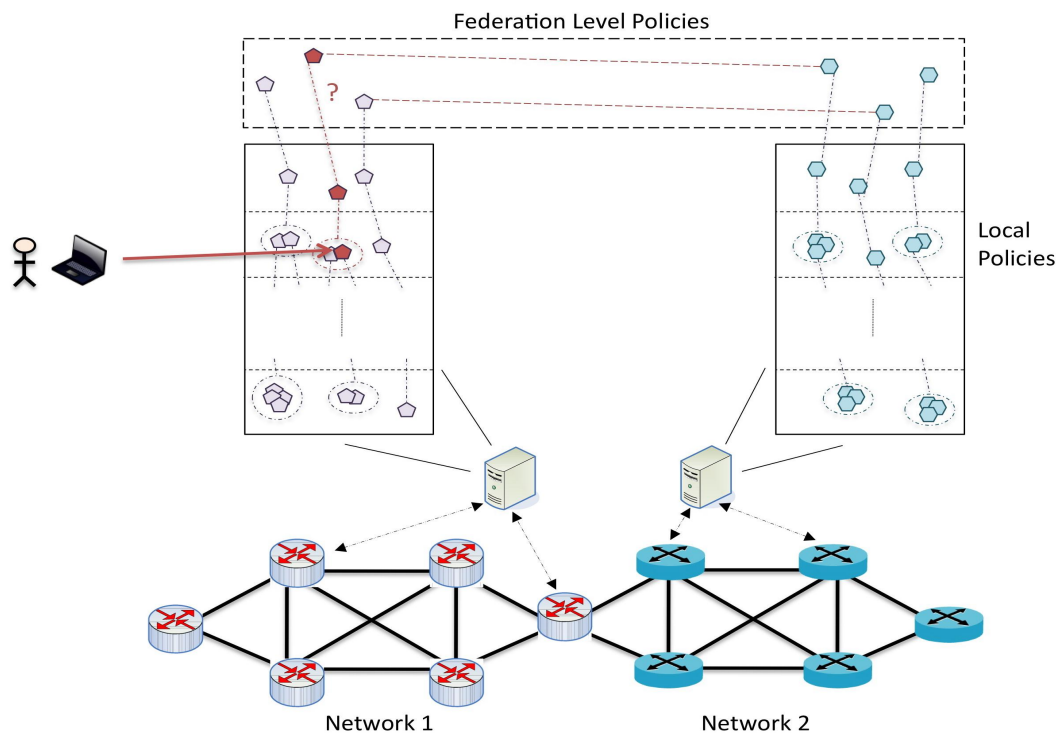 Federation Level Policies
?
Local
Policies
Network 1
Network 2